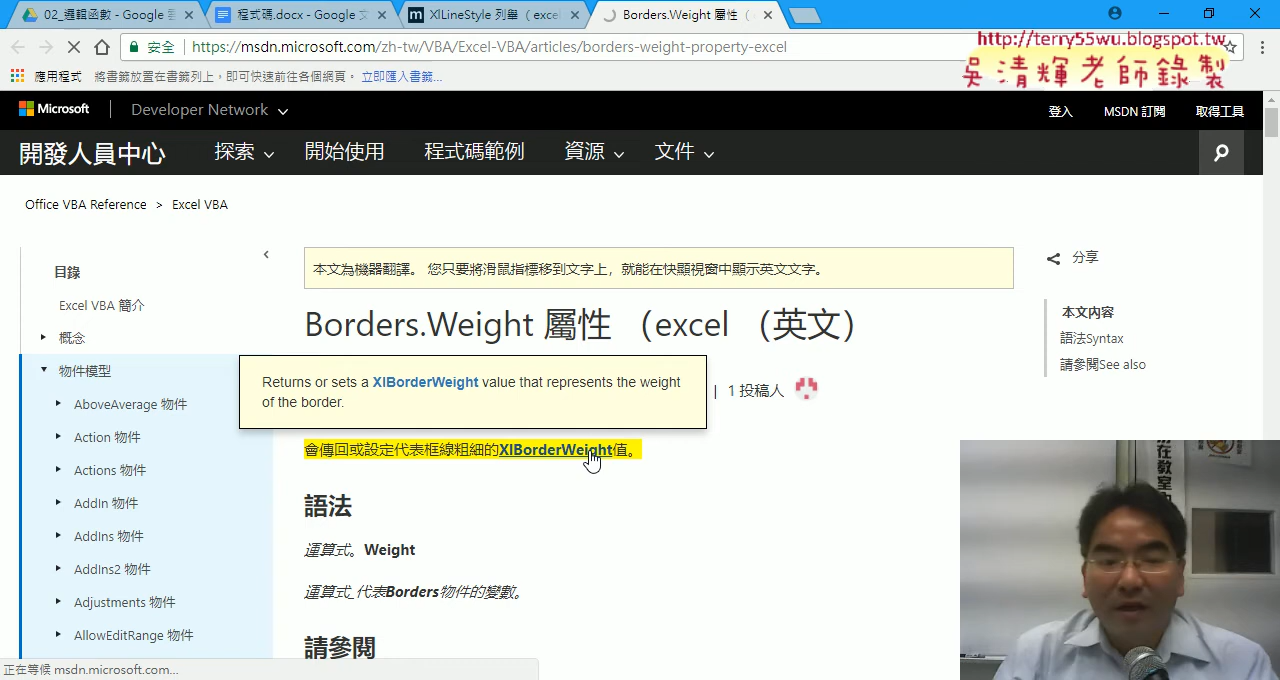 02_邏輯函數 - Google 雲
程式碼.docx - Google 文
XlLineStyle 列舉 （exce
Borders.Weight 屬性 （
安全
https://msdn.microsoft.com/zh-tw/VBA/Excel-VBA/articles/borders-weight-property-excel
http://terry55wu.blogspot.tw
吳清輝老師錄製
應用程式
將書籤放置在書籤列上，即可快速前往各個網頁。
立即匯入書籤...
Microsoft
Developer Network
登入
MSDN 訂閱
取得工具
開發人員中心
探索
開始使用
程式碼範例
資源
文件
Office VBA Reference > Excel VBA
目錄
Excel VBA 簡介
概念
物件模型
AboveAverage 物件
Action 物件
Actions 物件
AddIn 物件
AddIns 物件
AddIns2 物件
Adjustments 物件
AllowEditRange 物件
本文為機器翻譯。 您只要將滑鼠指標移到文字上，就能在快顯視窗中顯示英文文字。
Borders.Weight 屬性 （excel （英文）
Returns or sets a XlBorderWeight value that represents the weight
of the border.
| 1 投稿人
會傳回或設定代表框線粗細的XlBorderWeight值。
語法
運算式。Weight
運算式_代表Borders物件的變數。
請參閱
分享
本文內容
語法Syntax
請參閱See also
在教室
正在等候 msdn.microsoft.com...